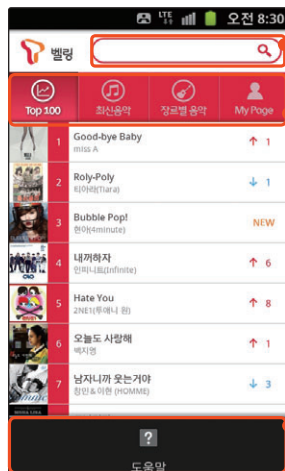 LTE 오전 8:30
벨링
Top 100 최신음악 장르별 음악 My Page
1 Good-bye Baby ↑ 1
miss A
2 Roly-Poly ↓ 1
티아라(Tiara)
3 Bubble Pop! NEW
현아(4minute)
4 내꺼하자 ↑ 6
인피니트(Infinite)
5 Hate You ↑ 8
2NE1(투애니 원)
6 오늘도 사랑해 ↑ 1
백지영
7 남자니까 웃는거야 ↓ 3
창민&이현 (HOMME)
?
도움말